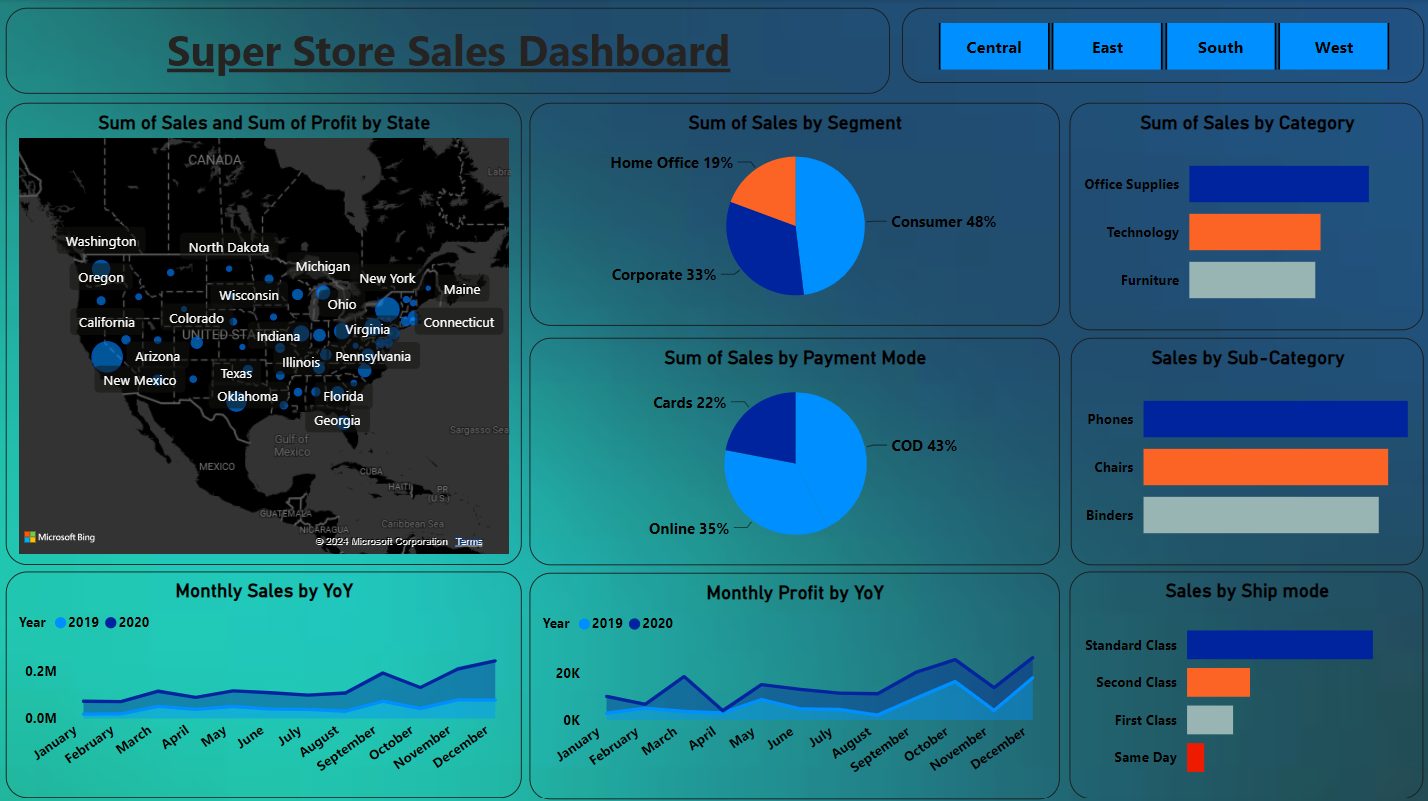 Super Store Sales Dashboard
Central
East
South
West
Sum of Sales and Sum of Profit by State
CANADA
Washington
North Dakota
Oregon
Michigan
New York
Maine
Wisconsin
Ohio
California
Colorado
Virginia
Connecticut
Indiana
Arizona
Illinois
Pennsylvania
New Mexico
Texas
Oklahoma
Florida
Georgia
Gulf of
Mexico
Sargasso Sea
MEXICO
CUBA
HAITI
PR
(U.S.)
GUATEMALA
Caribbean Sea
NICARAGUA
Microsoft Bing
© 2024 Microsoft Corporation Terms
Sum of Sales by Segment
Home Office 19%
Consumer 48%
Corporate 33%
Sum of Sales by Category
Office Supplies
Technology
Furniture
Sum of Sales by Payment Mode
Cards 22%
COD 43%
Online 35%
Sales by Sub-Category
Phones
Chairs
Binders
Monthly Sales by YoY
Year 2019 2020
0.2M
0.0M
January
February
March
April
May
June
July
August
September
October
November
December
Monthly Profit by YoY
Year 2019 2020
20K
0K
January
February
March
April
May
June
July
August
September
October
November
December
Sales by Ship mode
Standard Class
Second Class
First Class
Same Day